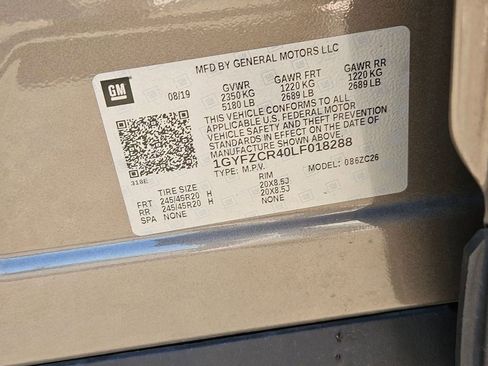 MFD BY GENERAL MOTORS LLC
GM
08/19 GVWR GAWR FRT GAWR RR
2350 KG 1220 KG 1220 KG
5180 LB 2689 LB 2689 LB
THIS VEHICLE CONFORMS TO ALL
APPLICABLE U.S. FEDERAL MOTOR
VEHICLE SAFETY AND THEFT PREVENTION
STANDARDS IN EFFECT ON THE DATE OF
MANUFACTURE SHOWN ABOVE.
1GYFZCR40LF018288
318E
TYPE: M.P.V. MODEL: 086ZC26
TIRE SIZE RIM
FRT 245/45R20 H 20X8.5J
RR 245/45R20 H 20X8.5J
SPA NONE NONE